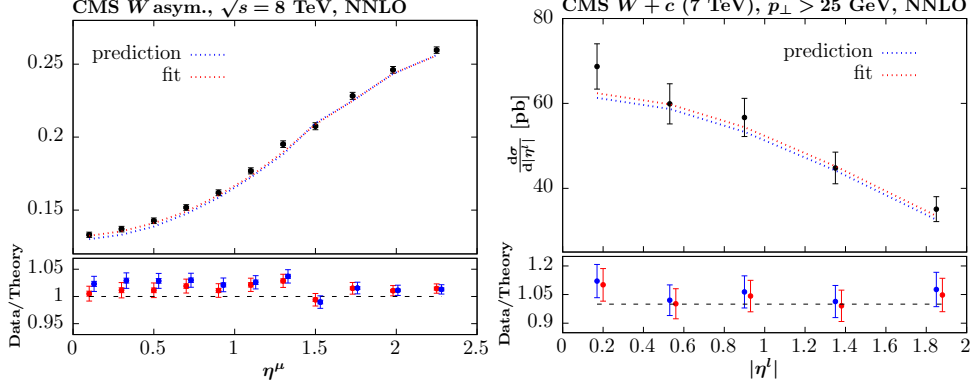 CMS W asym., √s = 8 TeV, NNLO
prediction
fit
0.25
0.2
0.15
0.1
Data/Theory
1.05
1
0.95
0 0.5 1 1.5 2 2.5
η^μ
CMS W + c (7 TeV), p⊥ > 25 GeV, NNLO
prediction
fit
dσ/d|η^l| [pb]
80
60
40
Data/Theory
1.2
1.05
0.9
0 0.2 0.4 0.6 0.8 1 1.2 1.4 1.6 1.8 2
|η^l|